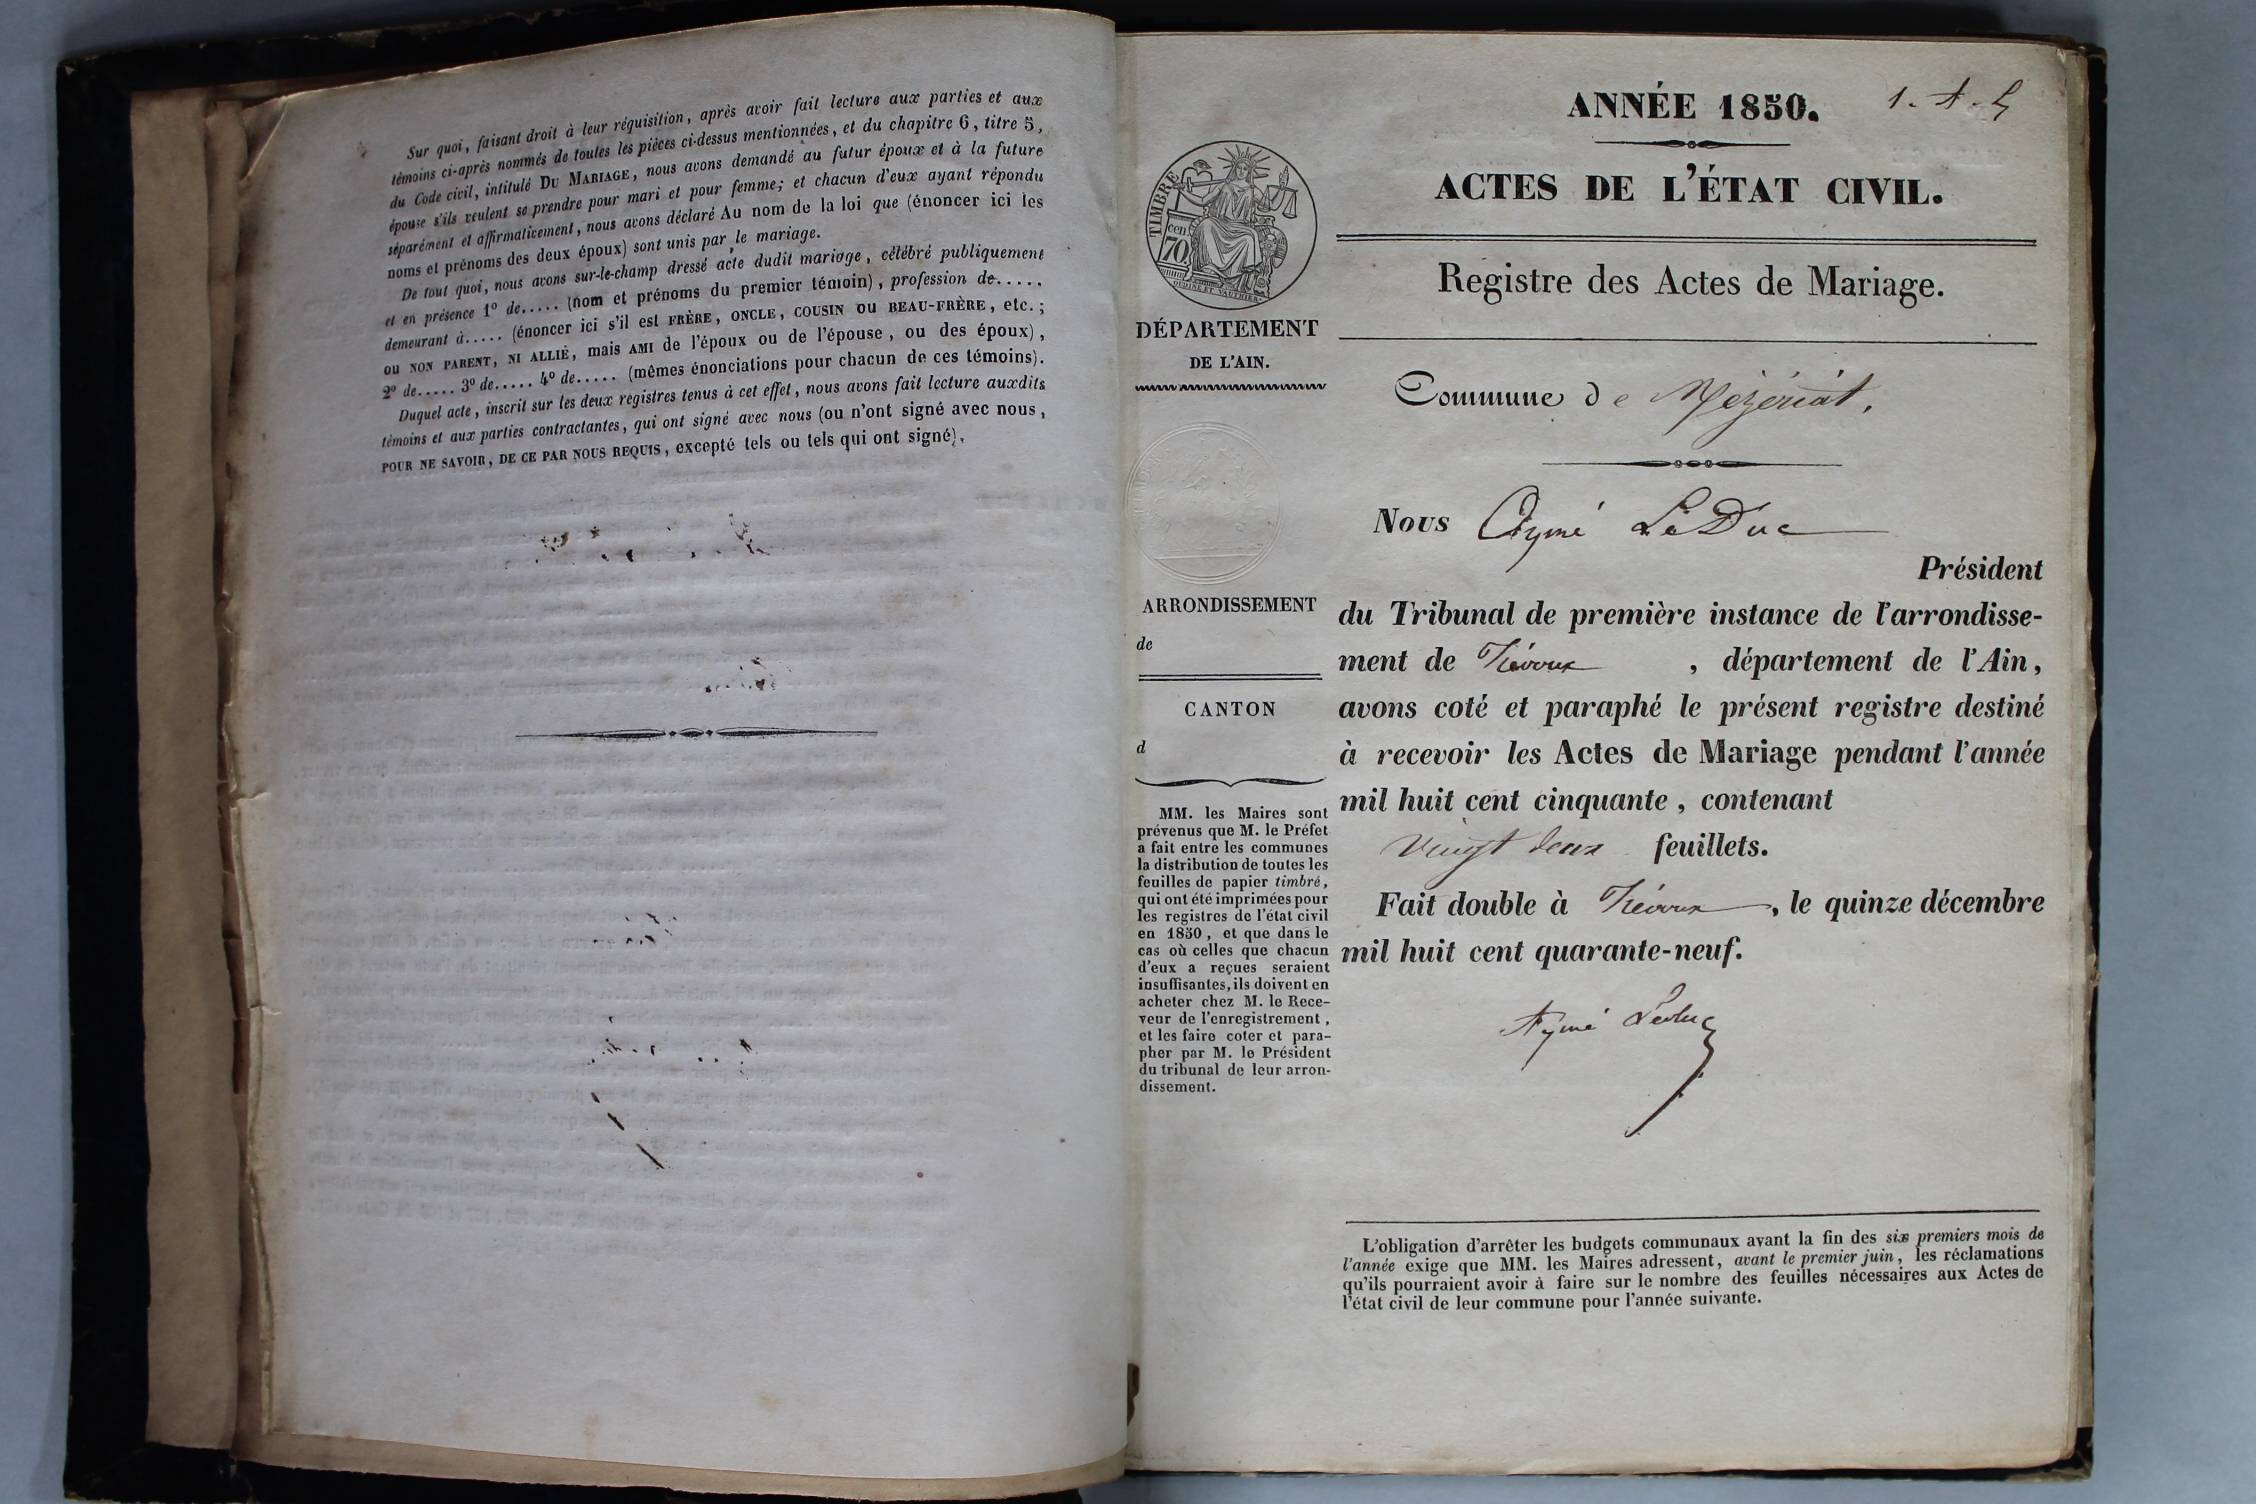 Sur quoi, faisant droit à leur réquisition, après avoir fait lecture aux parties et aux
témoins ci-après nommés de toutes les pièces ci-dessus mentionnées, et du chapitre 6, titre 5,
du Code civil, intitulé DU MARIAGE, nous avons demandé au futur époux et à la future
épouse s'ils veulent se prendre pour mari et pour femme; et chacun d'eux ayant répondu
séparément et affirmativement, nous avons déclaré Au nom de la loi que (énoncer ici les
noms et prénoms des deux époux) sont unis par le mariage.
De tout quoi, nous avons sur-le-champ dressé acte dudit mariage, célébré publiquement
et en présence 1º de..... (nom et prénoms du premier témoin), profession de.....
demeurant à..... (énoncer ici s'il est FRÈRE, ONCLE, COUSIN OU BEAU-FRÈRE, etc.;
ou NON PARENT, NI ALLIÉ, mais AMI de l'époux ou de l'épouse, ou des époux),
2º de..... 3º de..... 4º de..... (mêmes énonciations pour chacun de ces témoins).
Duquel acte, inscrit sur les deux registres tenus à cet effet, nous avons fait lecture auxdits
témoins et aux parties contractantes, qui ont signé avec nous (ou n'ont signé avec nous,
POUR NE SAVOIR, DE CE PAR NOUS REQUIS, excepté tels ou tels qui ont signé).
ANNÉE 1850.
1. A. L
ACTES DE L'ÉTAT CIVIL.
Registre des Actes de Mariage.
TIMBRE
cen
70.
OUDINE ET VAUTHIER
DÉPARTEMENT
DE L'AIN.
ARRONDISSEMENT
de
CANTON
d
MM. les Maires sont
prévenus que M. le Préfet
a fait entre les communes
la distribution de toutes les
feuilles de papier timbré,
qui ont été imprimées pour
les registres de l'état civil
en 1850, et que dans le
cas où celles que chacun
d'eux a reçues seraient
insuffisantes, ils doivent en
acheter chez M. le Rece-
veur de l'enregistrement,
et les faire coter et para-
pher par M. le Président
du tribunal de leur arron-
dissement.
Commune de Mézériat,
Nous Aymé LeDuc
Président
du Tribunal de première instance de l'arrondisse-
ment de Trévoux, département de l'Ain,
avons coté et paraphé le présent registre destiné
à recevoir les Actes de Mariage pendant l'année
mil huit cent cinquante, contenant
vingt deux feuillets.
Fait double à Trévoux, le quinze décembre
mil huit cent quarante-neuf.
Aymé Leduc
L'obligation d'arrêter les budgets communaux avant la fin des six premiers mois de
l'année exige que MM. les Maires adressent, avant le premier juin, les réclamations
qu'ils pourraient avoir à faire sur le nombre des feuilles nécessaires aux Actes de
l'état civil de leur commune pour l'année suivante.